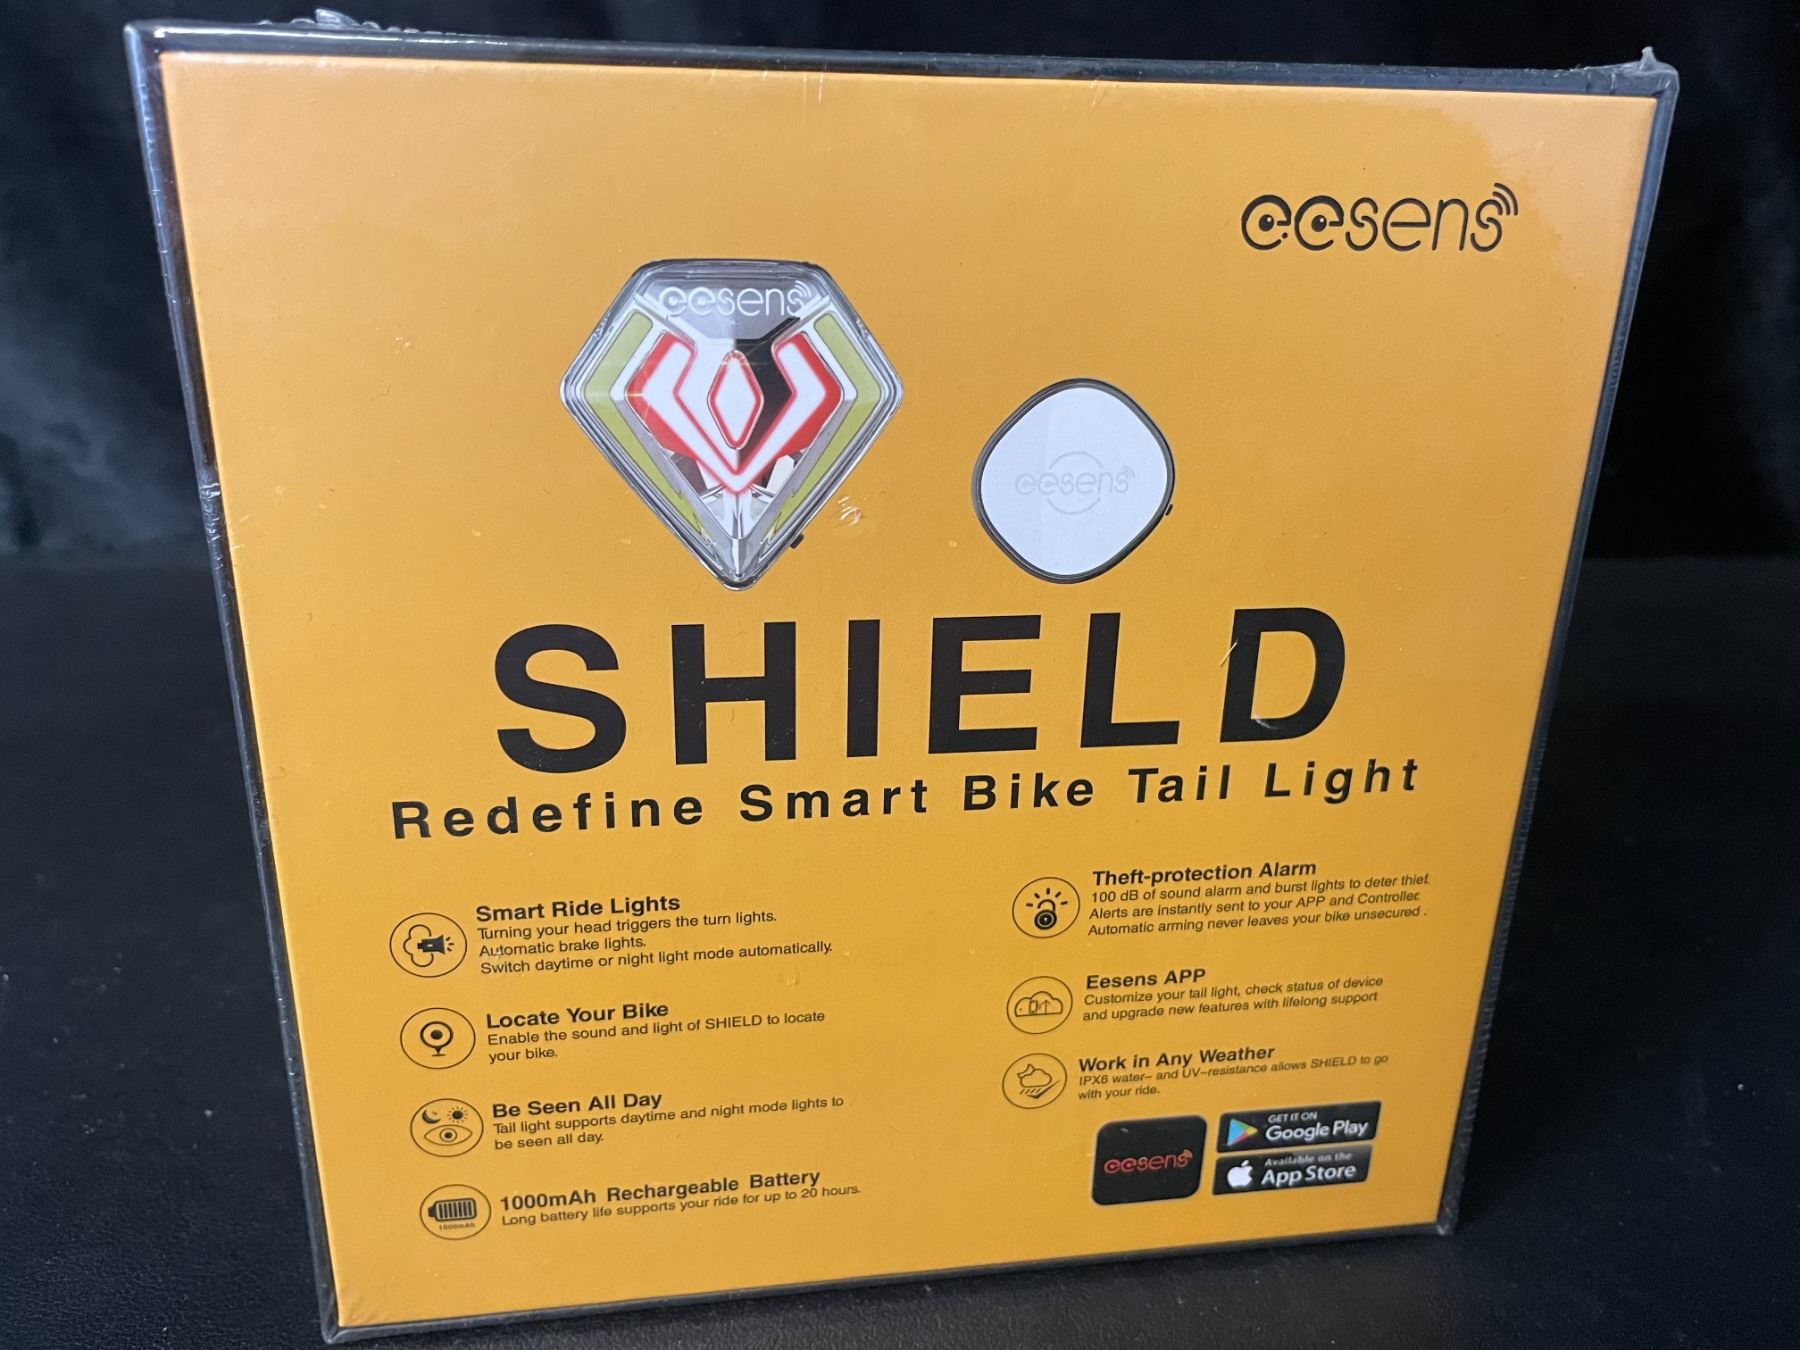 eesens
eesens
eesens
SHIELD
Redefine Smart Bike Tail Light
Smart Ride Lights
Turning your head triggers the turn lights.
Automatic brake lights.
Switch daytime or night light mode automatically.
Locate Your Bike
Enable the sound and light of SHIELD to locate
your bike.
Be Seen All Day
Tail light supports daytime and night mode lights to
be seen all day.
1000mAh
1000mAh Rechargeable Battery
Long battery life supports your ride for up to 20 hours.
Theft-protection Alarm
100 dB of sound alarm and burst lights to deter thief.
Alerts are instantly sent to your APP and Controller.
Automatic arming never leaves your bike unsecured .
Eesens APP
Customize your tail light, check status of device
and upgrade new features with lifelong support
Work in Any Weather
IPX6 water– and UV–resistance allows SHIELD to go
with your ride.
eesens
GET IT ON
Google Play
Available on the
App Store